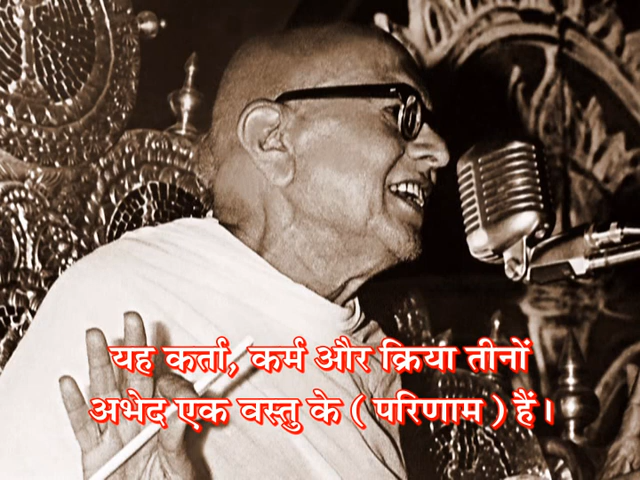 यह कर्ता, कर्म और क्रिया तीनों
अभेद एक वस्तु के ( परिणाम ) हैं।